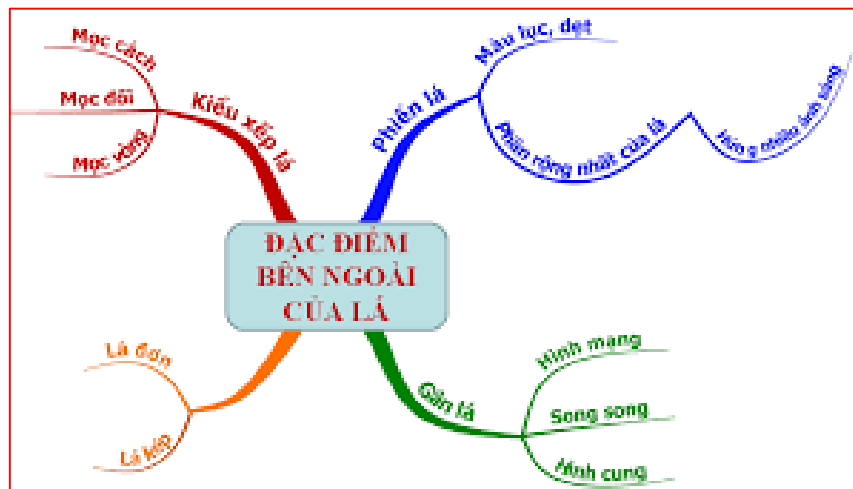 Mọc cách
Mọc đối
Mọc vòng
Kiểu xếp lá
Phiến lá
Màu lục, dẹt
Phần rộng nhất của lá
Hứng nhiều ánh sáng
ĐẶC ĐIỂM
BÊN NGOÀI
CỦA LÁ
Lá đơn
Lá kép
Gân lá
Hình mạng
Song song
Hình cung